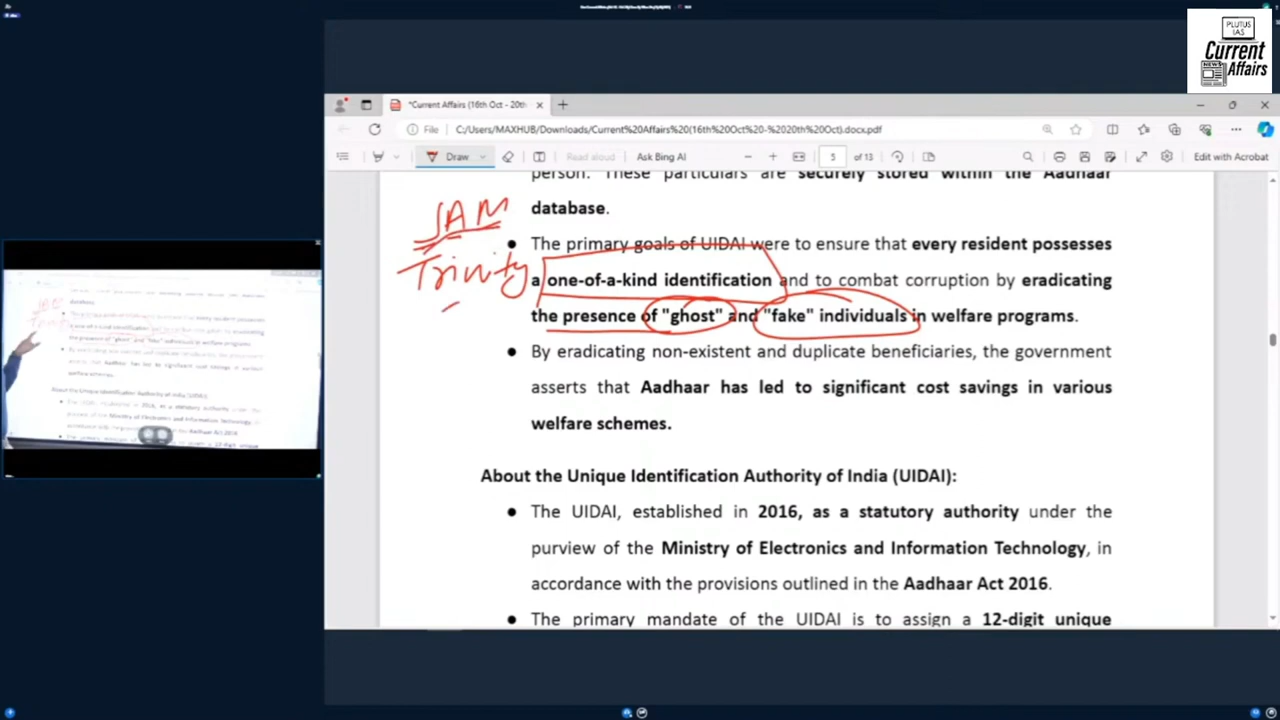 PLUTUS
IAS
Current
NEWS
Affairs
*Current Affairs (16th Oct - 20th
File C:/Users/MAXHUB/Downloads/Current%20Affairs%20(16th%20Oct%20-%2020th%20Oct).docx.pdf
Draw Read aloud Ask Bing AI 5 of 13 Edit with Acrobat
person. These particulars are securely stored within the Aadhaar
database.
JAM
Trinity
● The primary goals of UIDAI were to ensure that every resident possesses
a one-of-a-kind identification and to combat corruption by eradicating
the presence of "ghost" and "fake" individuals in welfare programs.
● By eradicating non-existent and duplicate beneficiaries, the government
asserts that Aadhaar has led to significant cost savings in various
welfare schemes.
About the Unique Identification Authority of India (UIDAI):
● The UIDAI, established in 2016, as a statutory authority under the
purview of the Ministry of Electronics and Information Technology, in
accordance with the provisions outlined in the Aadhaar Act 2016.
● The primary mandate of the UIDAI is to assign a 12-digit unique